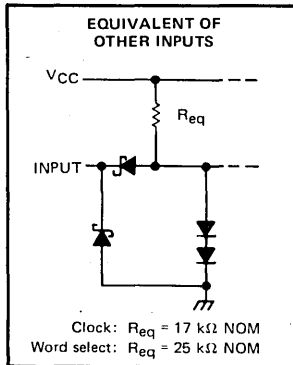 EQUIVALENT OF
OTHER INPUTS
VCC
Req
INPUT
Clock: Req = 17 kΩ NOM
Word select: Req = 25 kΩ NOM